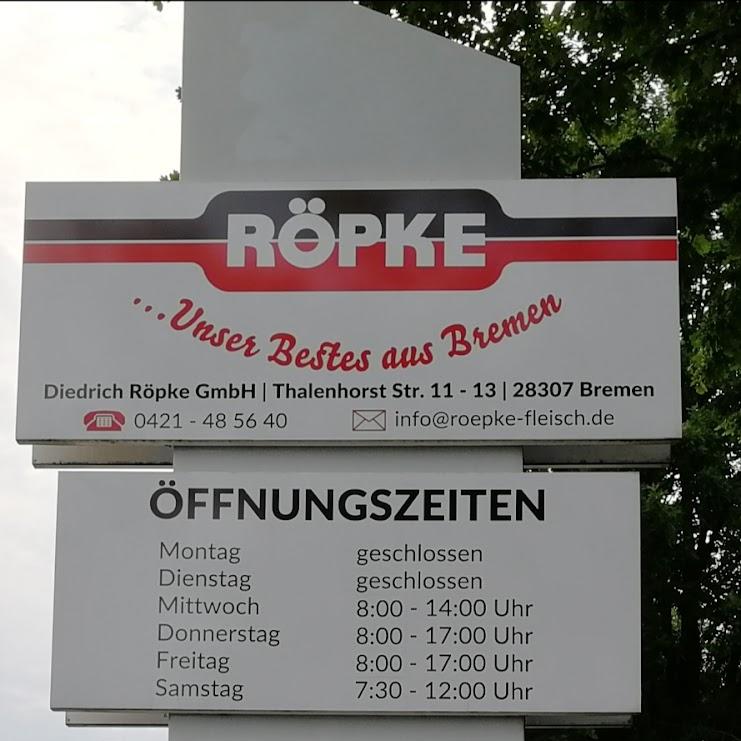 RÖPKE
...Unser Bestes aus Bremen
Diedrich Röpke GmbH | Thalenhorst Str. 11 - 13 | 28307 Bremen
0421 - 48 56 40 info@roepke-fleisch.de
ÖFFNUNGSZEITEN
Montag geschlossen
Dienstag geschlossen
Mittwoch 8:00 - 14:00 Uhr
Donnerstag 8:00 - 17:00 Uhr
Freitag 8:00 - 17:00 Uhr
Samstag 7:30 - 12:00 Uhr